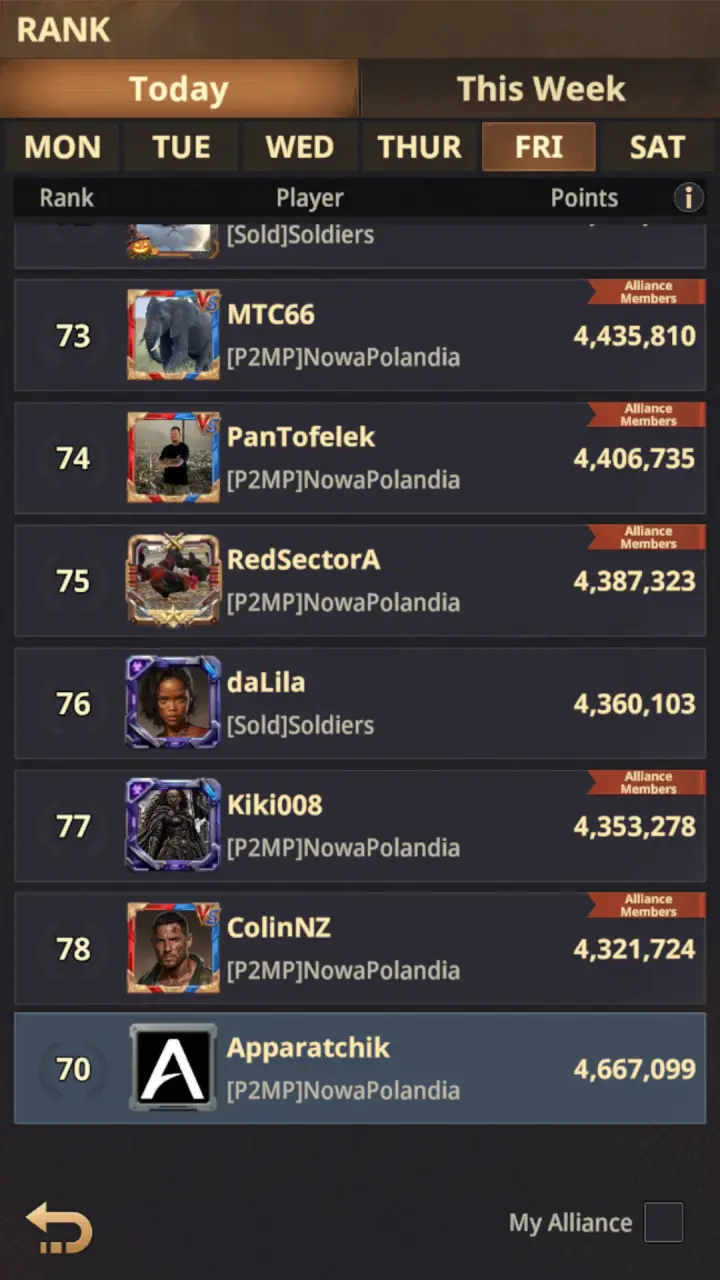 RANK
Today
This Week
MON
TUE
WED
THUR
FRI
SAT
Rank
Player
Points
i
[Sold]Soldiers
73
VS
MTC66
[P2MP]NowaPolandia
Alliance
Members
4,435,810
74
VS
PanTofelek
[P2MP]NowaPolandia
Alliance
Members
4,406,735
75
RedSectorA
[P2MP]NowaPolandia
Alliance
Members
4,387,323
76
daLila
[Sold]Soldiers
4,360,103
77
Kiki008
[P2MP]NowaPolandia
Alliance
Members
4,353,278
78
VS
ColinNZ
[P2MP]NowaPolandia
Alliance
Members
4,321,724
70
A
Apparatchik
[P2MP]NowaPolandia
4,667,099
My Alliance